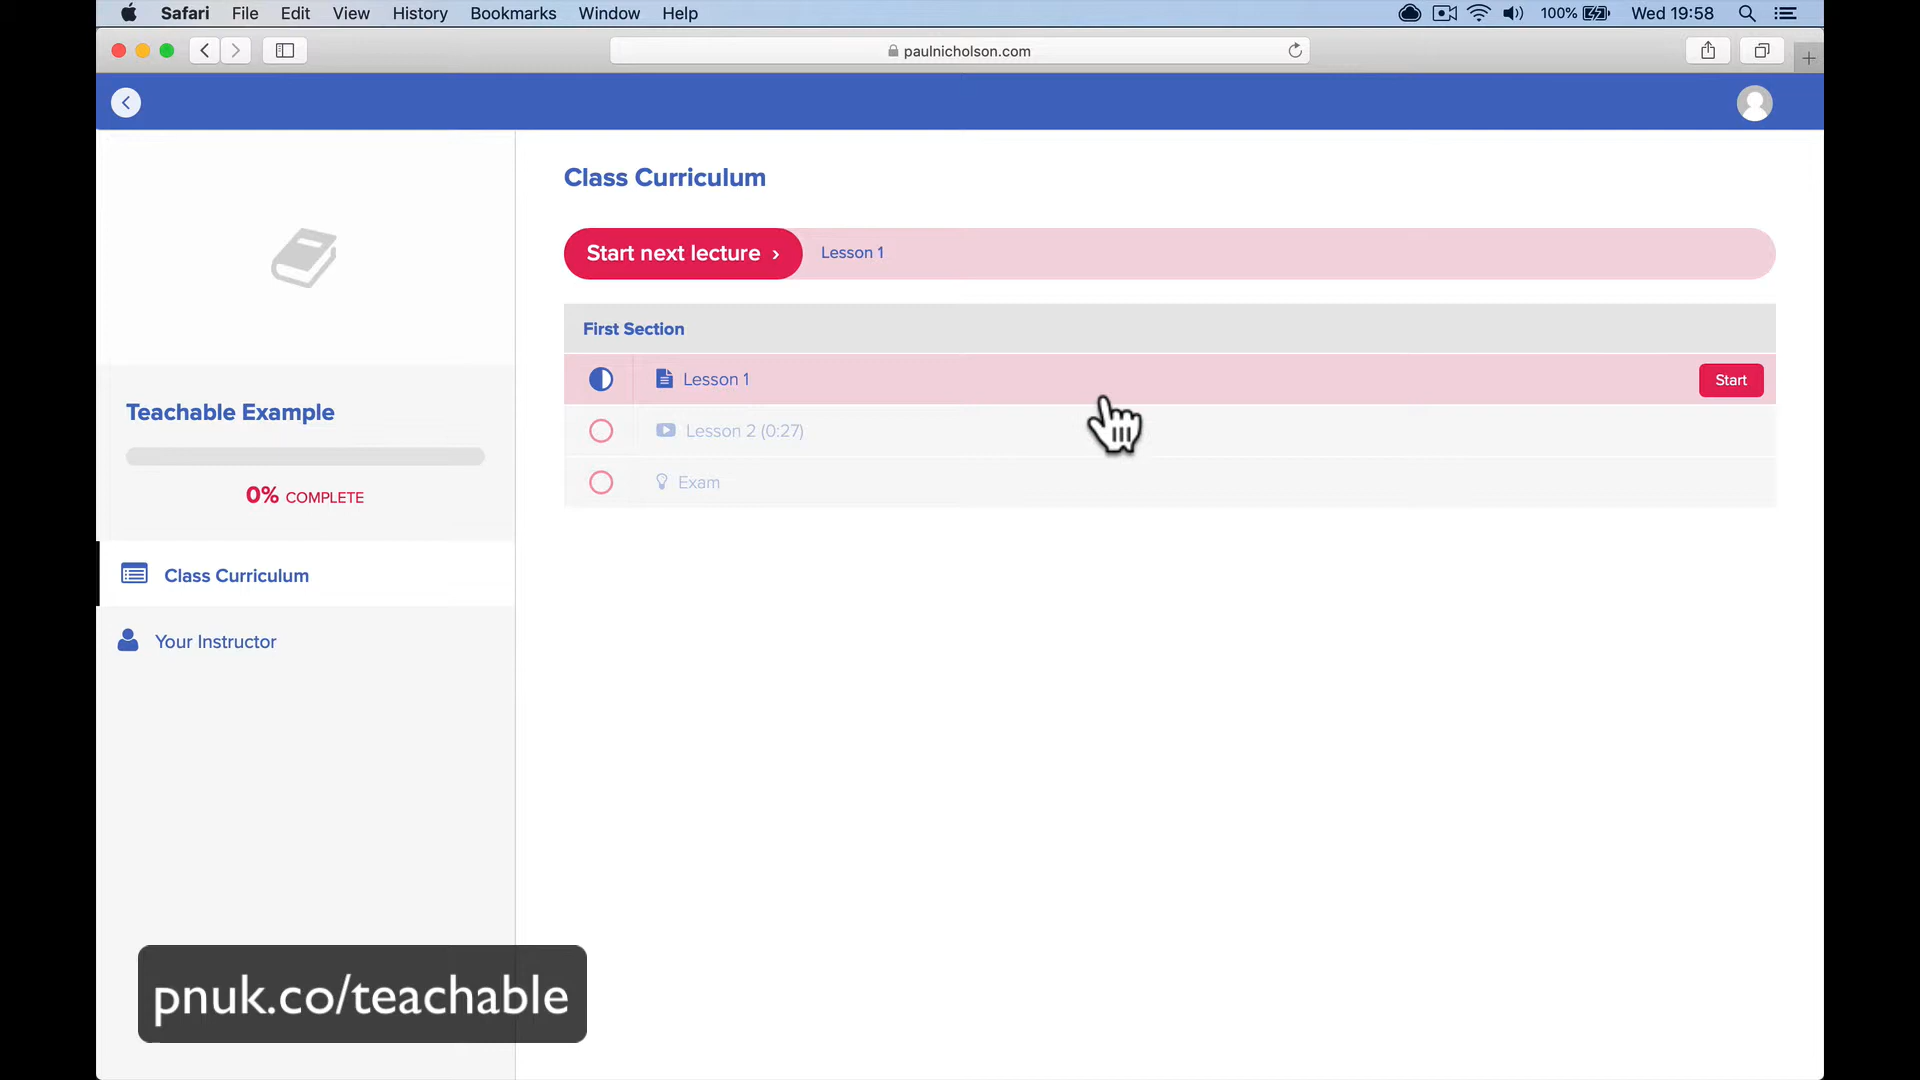 Safari File Edit View History Bookmarks Window Help 100% Wed 19:58
paulnicholson.com
Class Curriculum
Start next lecture › Lesson 1
First Section
Lesson 1 Start
Lesson 2 (0:27)
Exam
Teachable Example
0% COMPLETE
Class Curriculum
Your Instructor
pnuk.co/teachable